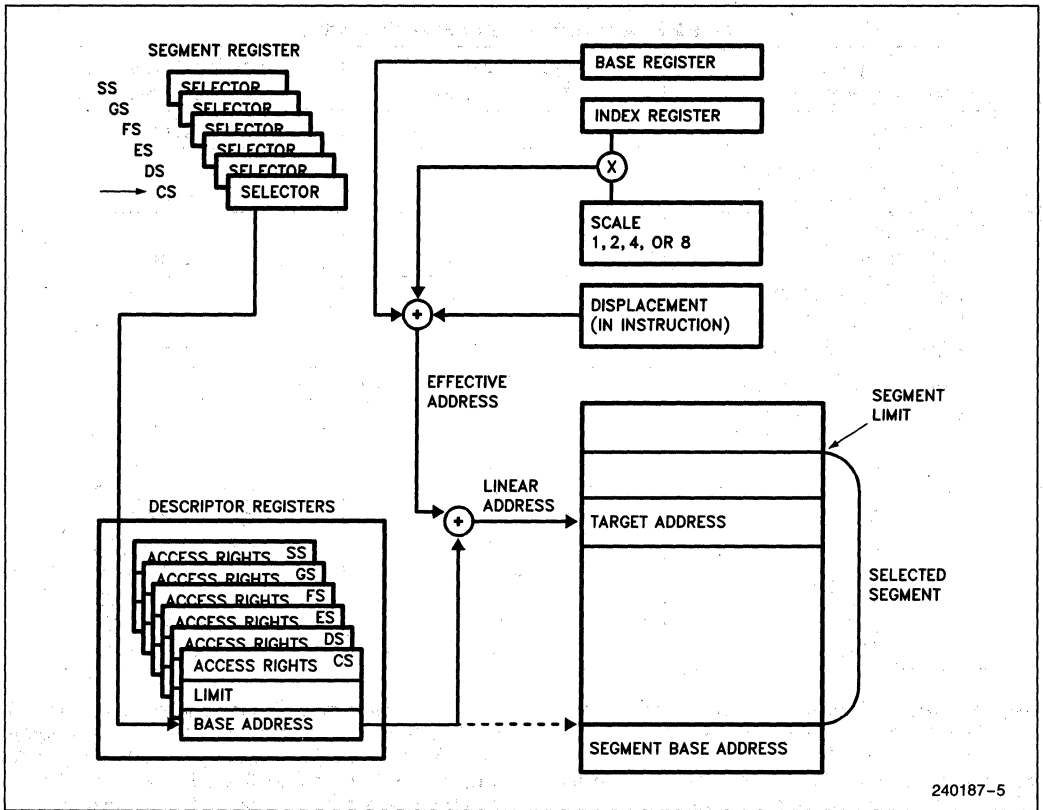 SEGMENT REGISTER
SS
GS
FS
ES
DS
CS
SELECTOR
SELECTOR
SELECTOR
SELECTOR
SELECTOR
SELECTOR
BASE REGISTER
INDEX REGISTER
X
SCALE
1, 2, 4, OR 8
DISPLACEMENT
(IN INSTRUCTION)
+
EFFECTIVE
ADDRESS
SEGMENT
LIMIT
LINEAR
ADDRESS
+
TARGET ADDRESS
SELECTED
SEGMENT
SEGMENT BASE ADDRESS
DESCRIPTOR REGISTERS
ACCESS RIGHTS SS
ACCESS RIGHTS GS
ACCESS RIGHTS FS
ACCESS RIGHTS ES
ACCESS RIGHTS DS
ACCESS RIGHTS CS
LIMIT
BASE ADDRESS
240187-5